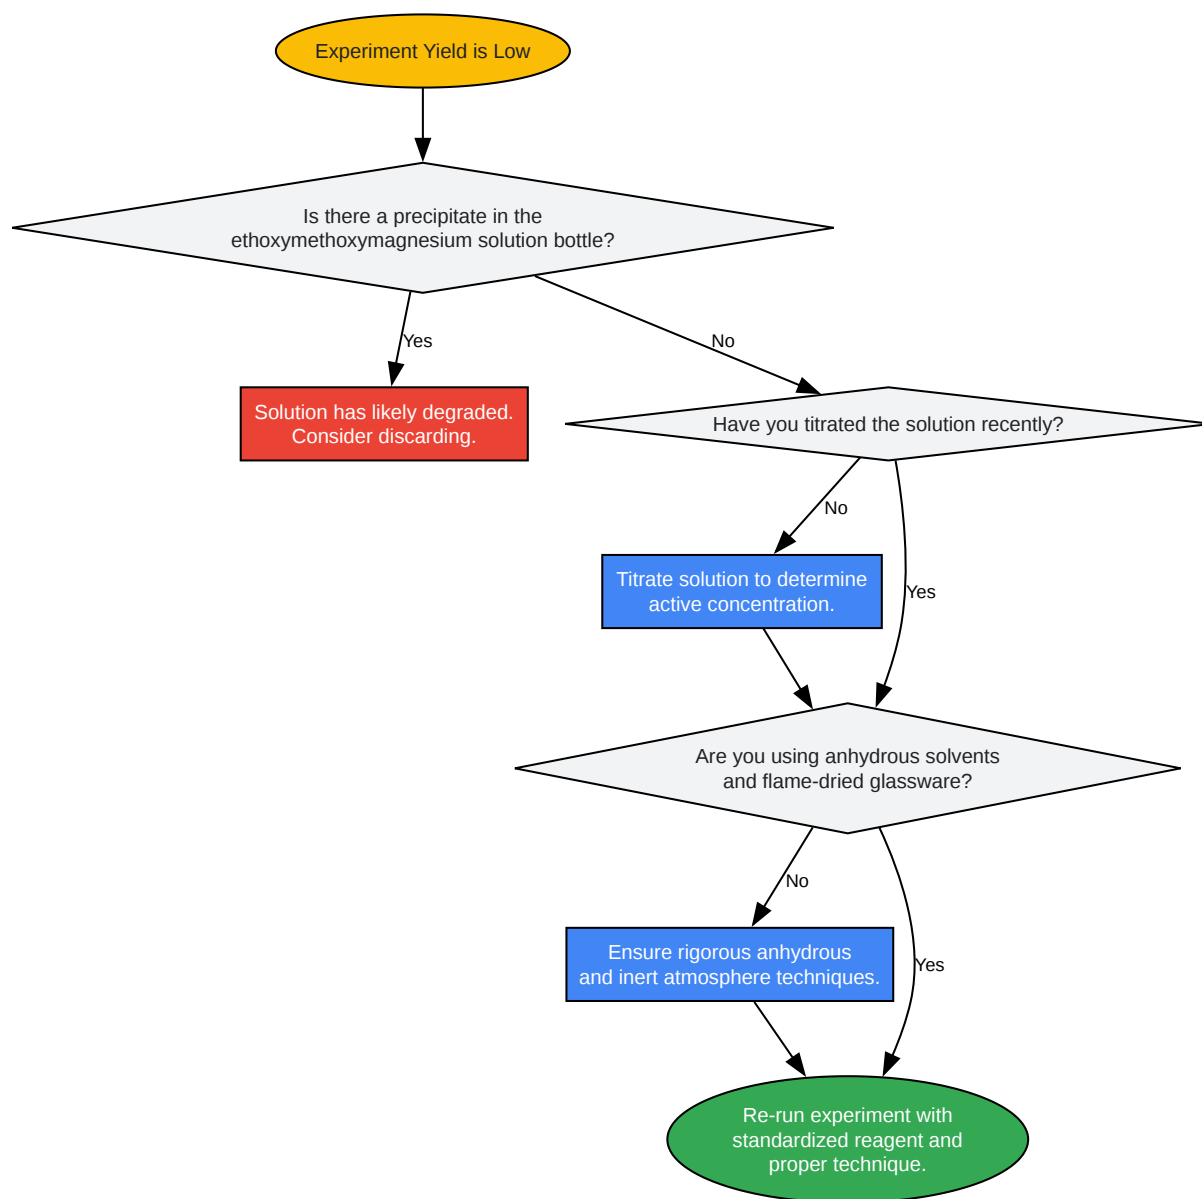 Experiment Yield is Low
Is there a precipitate in the
ethoxymethoxymagnesium solution bottle?
Yes
No
Solution has likely degraded.
Consider discarding.
Have you titrated the solution recently?
No
Titrate solution to determine
active concentration.
Yes
Are you using anhydrous solvents
and flame-dried glassware?
No
Ensure rigorous anhydrous
and inert atmosphere techniques.
Yes
Re-run experiment with
standardized reagent and
proper technique.